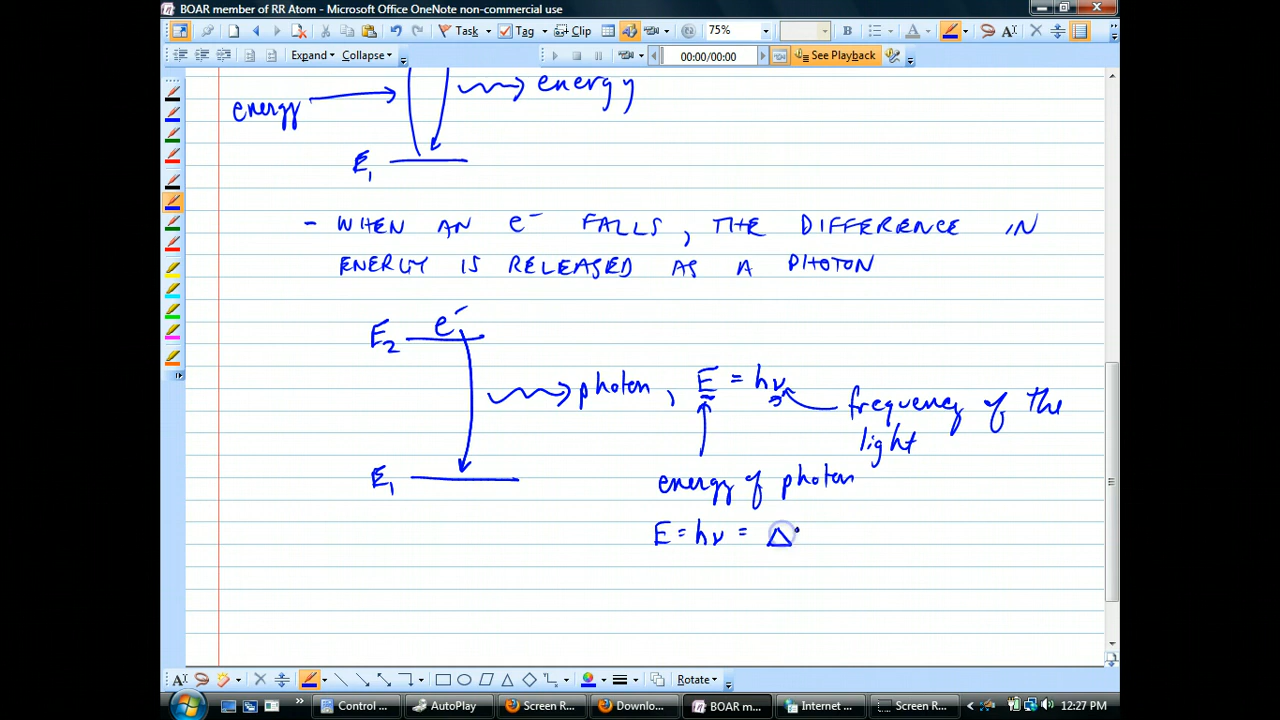 BOAR member of RR Atom - Microsoft Office OneNote non-commercial use
Task Tag Clip 75% B
Expand Collapse 00:00/00:00 See Playback
energy
energy
E1
- WHEN AN e- FALLS, THE DIFFERENCE IN
ENERGY IS RELEASED AS A PHOTON
E2 e-
photon, E = hν
frequency of the
light
E1
energy of photon
E = hν = Δ
Rotate
Control ... AutoPlay Screen R... Downlo... BOAR m... Internet ... Screen R... 12:27 PM